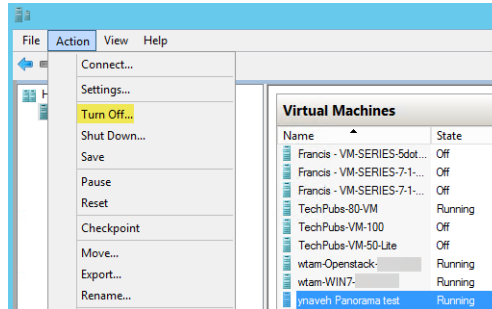 File Action View Help
Connect...
H
Settings...
Turn Off...
Shut Down...
Save
Pause
Reset
Checkpoint
Move...
Export...
Rename...
Virtual Machines
Name State
Francis - VM-SERIES-5dot... Off
Francis - VM-SERIES-7-1-... Off
Francis - VM-SERIES-7-1-... Off
TechPubs-80-VM Running
TechPubs-VM-100 Off
TechPubs-VM-50-Lite Off
wtam-Openstack- Running
wtam-WIN7- Running
ynaveh Panorama test Running